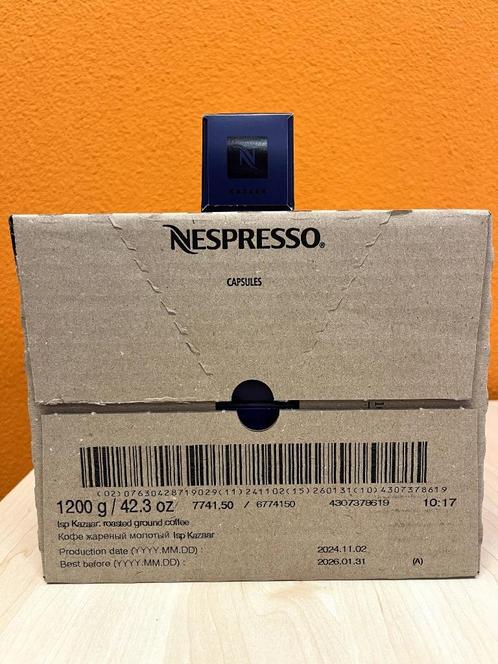 N
KAZAAR
NESPRESSO®
CAPSULES
(02)07630428719029(11)241102(15)260131(10)4307378619
1200 g / 42.3 oz 7741.50 / 6774150 4307378619 10:17
Isp Kazaar: roasted ground coffee
Кофе жареный молотый Isp Kazaar
Production date (YYYY.MM.DD) : 2024.11.02
Best before (YYYY.MM.DD) : 2026.01.31 (A)